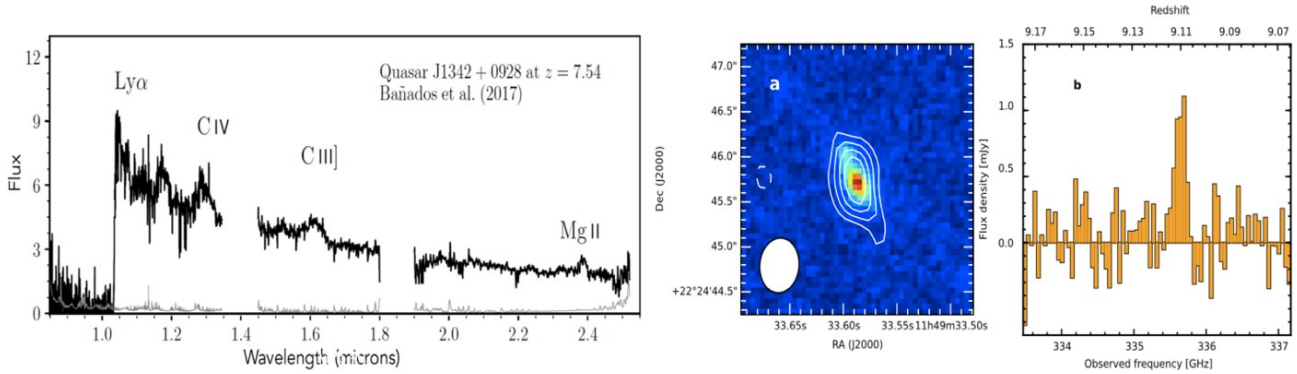 Quasar J1342 + 0928 at z = 7.54
Bañados et al. (2017)
Lyα
C IV
C III]
Mg II
Flux
12
9
6
3
0
1.0 1.2 1.4 1.6 1.8 2.0 2.2 2.4
Wavelength (microns)
a
Dec (J2000)
47.0"
46.0"
45.5"
45.0"
+22°24'44.5"
33.65s 33.60s 33.55s 11h49m33.50s
RA (J2000)
Redshift
9.17 9.15 9.13 9.11 9.09 9.07
b
Flux density [mJy]
1.5
1.0
0.5
0.0
334 335 336 337
Observed frequency [GHz]